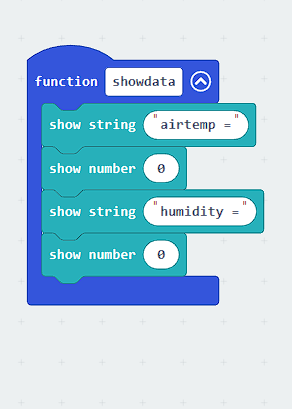 function showdata
show string "airtemp ="
show number 0
show string "humidity ="
show number 0